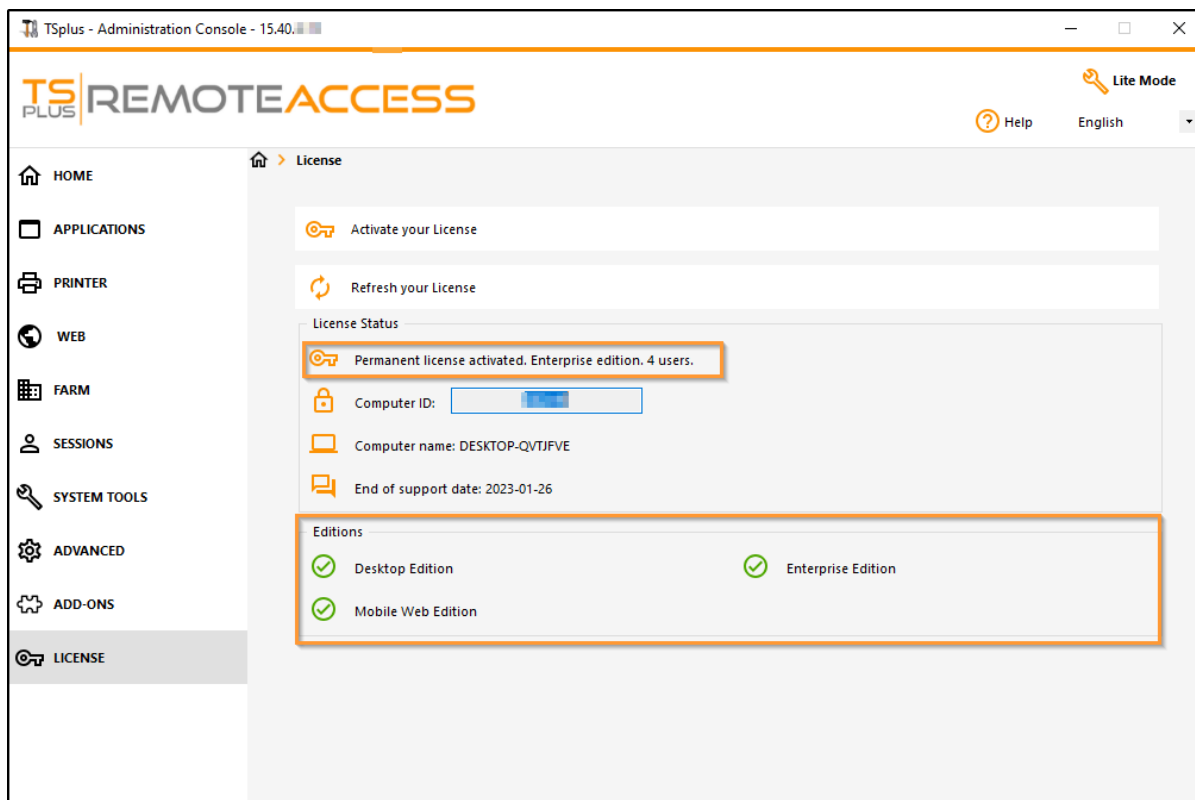 TSplus - Administration Console - 15.40.
TS PLUS REMOTEACCESS
Lite Mode
Help
English
HOME
APPLICATIONS
PRINTER
WEB
FARM
SESSIONS
SYSTEM TOOLS
ADVANCED
ADD-ONS
LICENSE
License
Activate your License
Refresh your License
License Status
Permanent license activated. Enterprise edition. 4 users.
Computer ID:
Computer name: DESKTOP-QVTJFVE
End of support date: 2023-01-26
Editions
Desktop Edition
Enterprise Edition
Mobile Web Edition